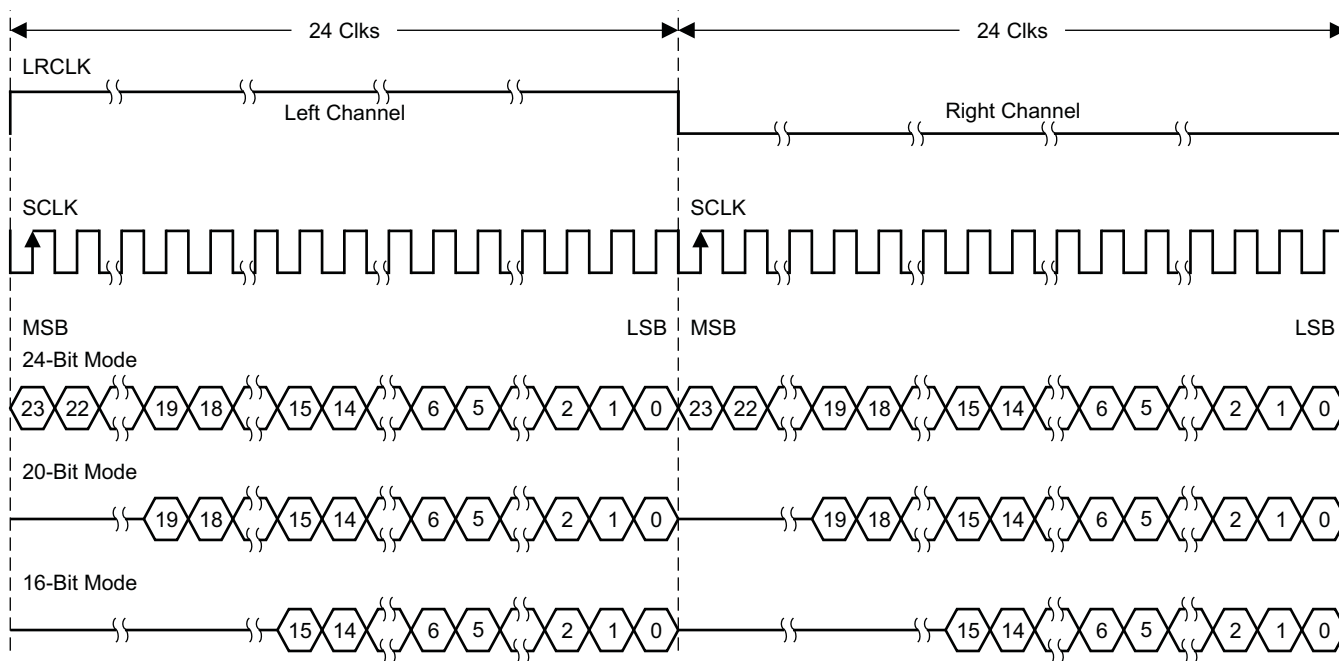 24 Clks 24 Clks
LRCLK
Left Channel Right Channel
SCLK SCLK
MSB LSB MSB LSB
24-Bit Mode
23 22 19 18 15 14 6 5 2 1 0 23 22 19 18 15 14 6 5 2 1 0
20-Bit Mode
19 18 15 14 6 5 2 1 0 19 18 15 14 6 5 2 1 0
16-Bit Mode
15 14 6 5 2 1 0 15 14 6 5 2 1 0